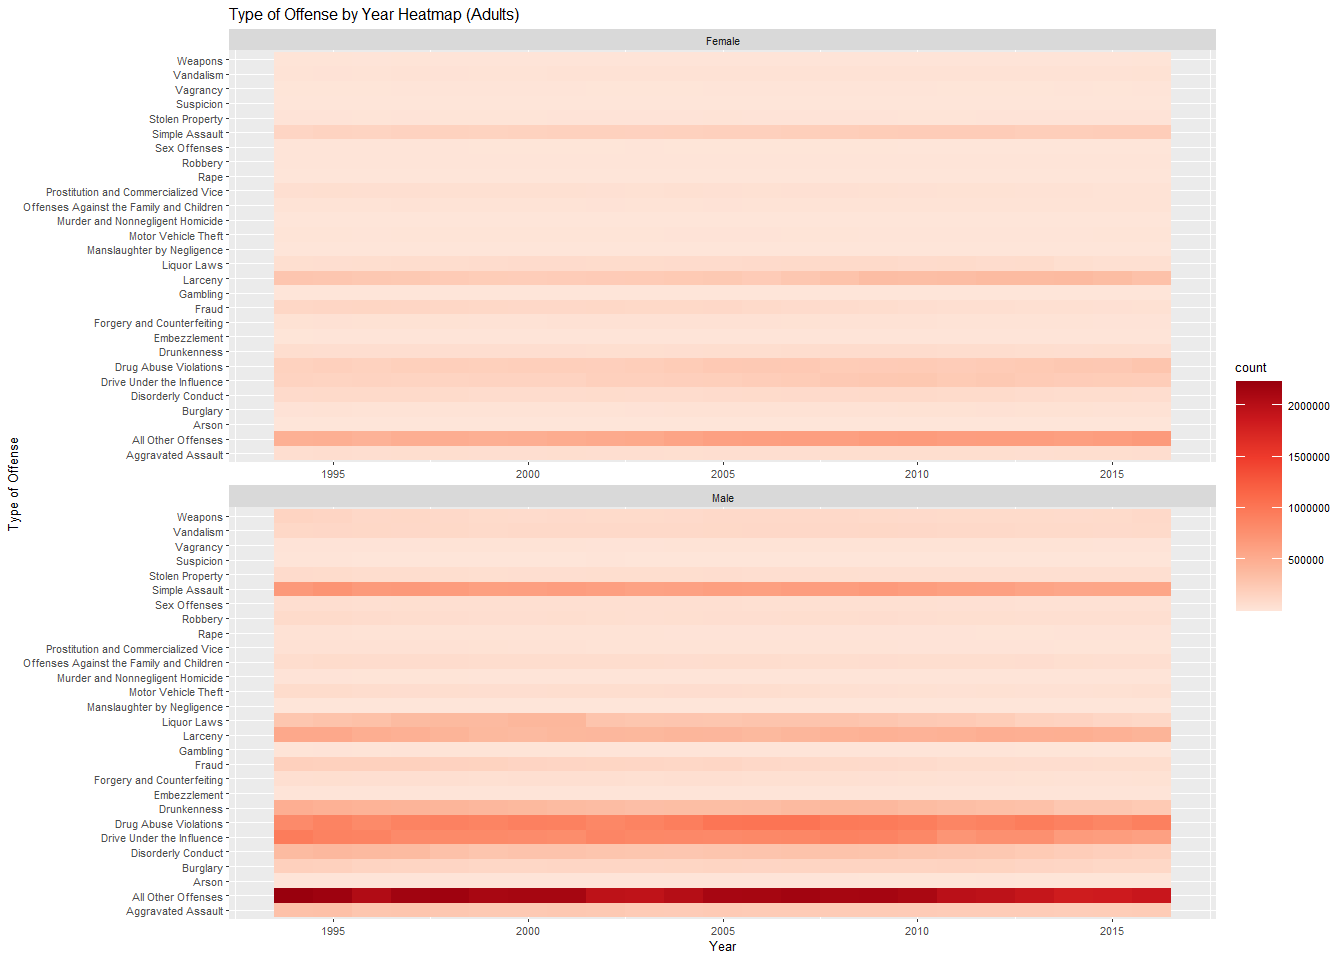 Type of Offense by Year Heatmap (Adults)
Female
Weapons
Vandalism
Vagrancy
Suspicion
Stolen Property
Simple Assault
Sex Offenses
Robbery
Rape
Prostitution and Commercialized Vice
Offenses Against the Family and Children
Murder and Nonnegligent Homicide
Motor Vehicle Theft
Manslaughter by Negligence
Liquor Laws
Larceny
Gambling
Fraud
Forgery and Counterfeiting
Embezzlement
Drunkenness
Drug Abuse Violations
Drive Under the Influence
Disorderly Conduct
Burglary
Arson
All Other Offenses
Aggravated Assault
1995 2000 2005 2010 2015
Male
Weapons
Vandalism
Vagrancy
Suspicion
Stolen Property
Simple Assault
Sex Offenses
Robbery
Rape
Prostitution and Commercialized Vice
Offenses Against the Family and Children
Murder and Nonnegligent Homicide
Motor Vehicle Theft
Manslaughter by Negligence
Liquor Laws
Larceny
Gambling
Fraud
Forgery and Counterfeiting
Embezzlement
Drunkenness
Drug Abuse Violations
Drive Under the Influence
Disorderly Conduct
Burglary
Arson
All Other Offenses
Aggravated Assault
1995 2000 2005 2010 2015
Year
Type of Offense
count
2000000
1500000
1000000
500000